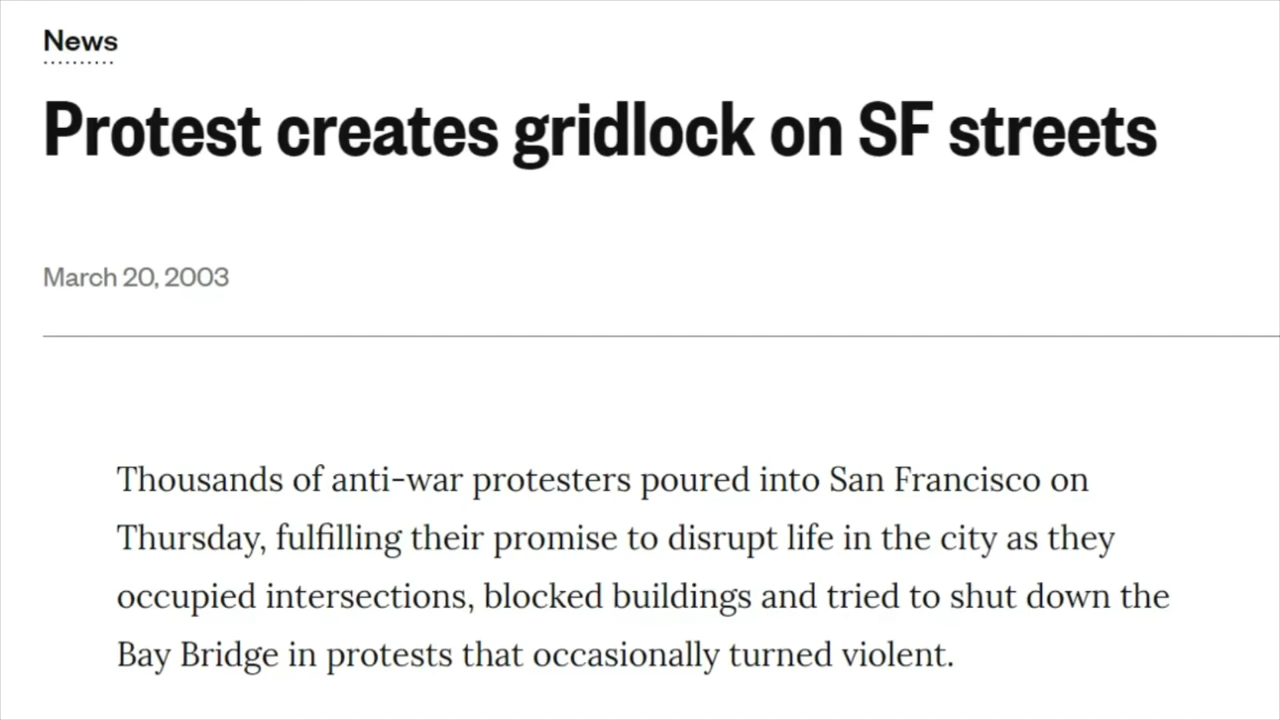 News
Protest creates gridlock on SF streets
March 20, 2003
Thousands of anti-war protesters poured into San Francisco on
Thursday, fulfilling their promise to disrupt life in the city as they
occupied intersections, blocked buildings and tried to shut down the
Bay Bridge in protests that occasionally turned violent.